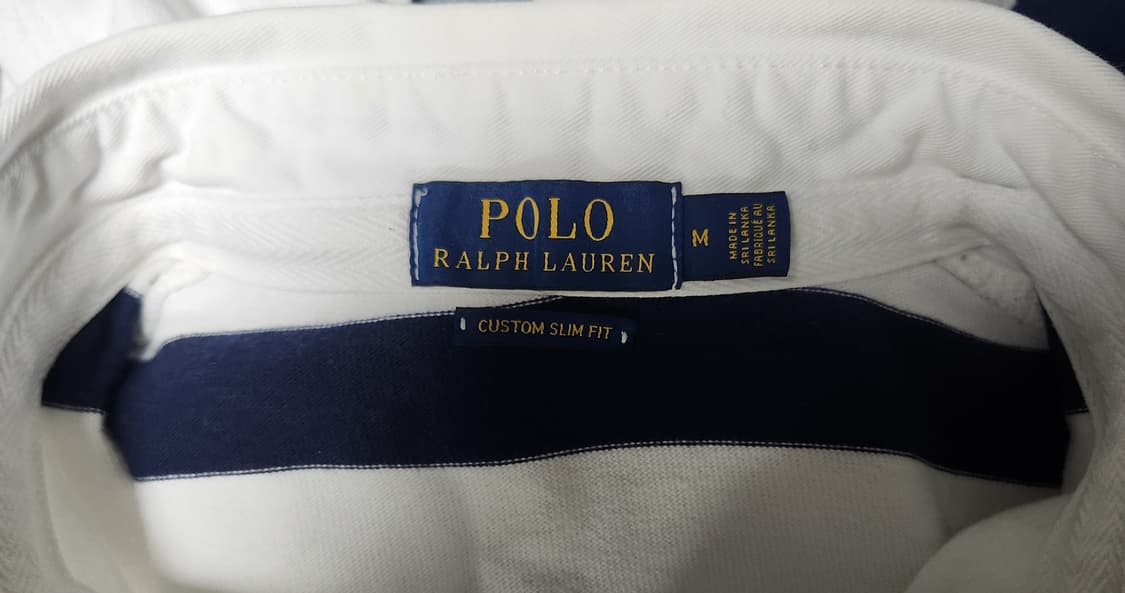 POLO
RALPH LAUREN
M
MADE IN
SRI LANKA
FABRIQUÉ AU
SRI LANKA
CUSTOM SLIM FIT